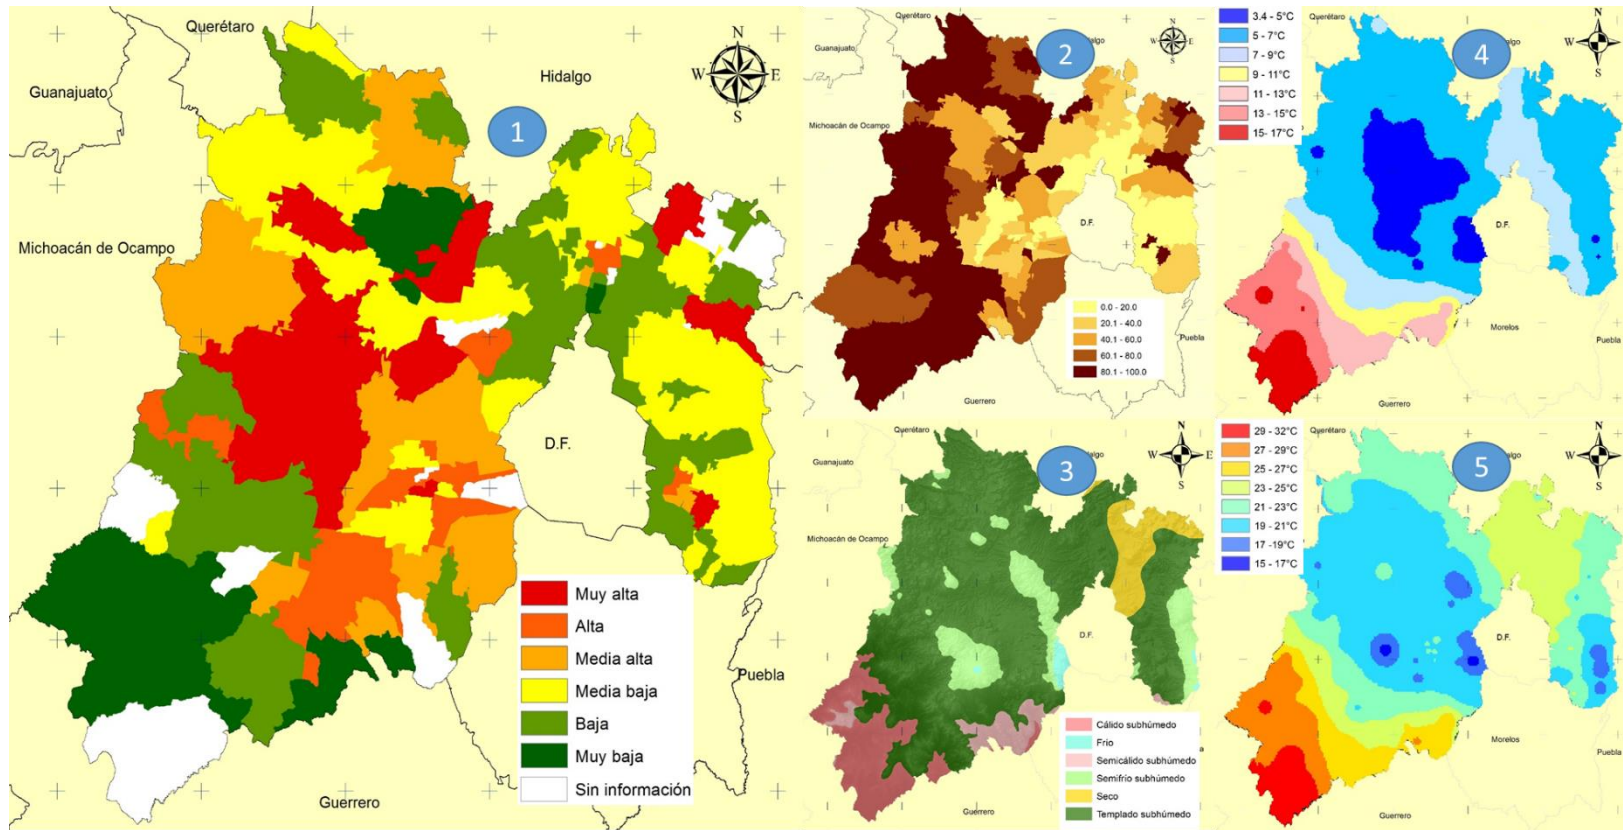 Querétaro
Guanajuato
Hidalgo
N
W
E
S
1
Michoacán de Ocampo
D.F.
Puebla
Guerrero
Muy alta
Alta
Media alta
Media baja
Baja
Muy baja
Sin información
Querétaro
Guanajuato
2
N
W
E
S
Michoacán de Ocampo
D.F.
0.0 - 20.0
20.1 - 40.0
40.1 - 60.0
60.1 - 80.0
80.1 - 100.0
Puebla
Guerrero
Querétaro
Guanajuato
3
N
W
E
S
Michoacán de Ocampo
D.F.
Cálido subhúmedo
Frío
Semicálido subhúmedo
Semifrío subhúmedo
Seco
Templado subhúmedo
Guerrero
3.4 - 5°C
5 - 7°C
7 - 9°C
9 - 11°C
11 - 13°C
13 - 15°C
15- 17°C
Querétaro
4
N
W
E
S
D.F.
Morelos
Puebla
Guerrero
29 - 32°C
27 - 29°C
25 - 27°C
23 - 25°C
21 - 23°C
19 - 21°C
17 -19°C
15 - 17°C
Querétaro
5
N
W
E
S
D.F.
Morelos
Puebla
Guerrero